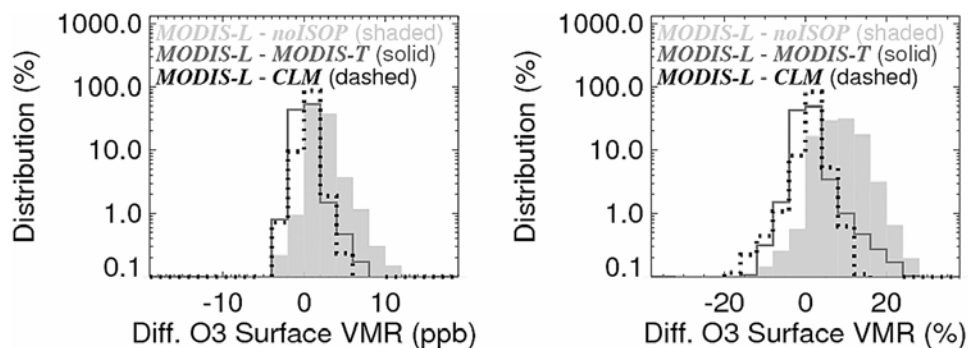 1000.0
100.0
10.0
1.0
0.1
Distribution (%)
MODIS-L - noISOP (shaded)
MODIS-L - MODIS-T (solid)
MODIS-L - CLM (dashed)
-10 0 10
Diff. O3 Surface VMR (ppb)
1000.0
100.0
10.0
1.0
0.1
Distribution (%)
MODIS-L - noISOP (shaded)
MODIS-L - MODIS-T (solid)
MODIS-L - CLM (dashed)
-20 0 20
Diff. O3 Surface VMR (%)